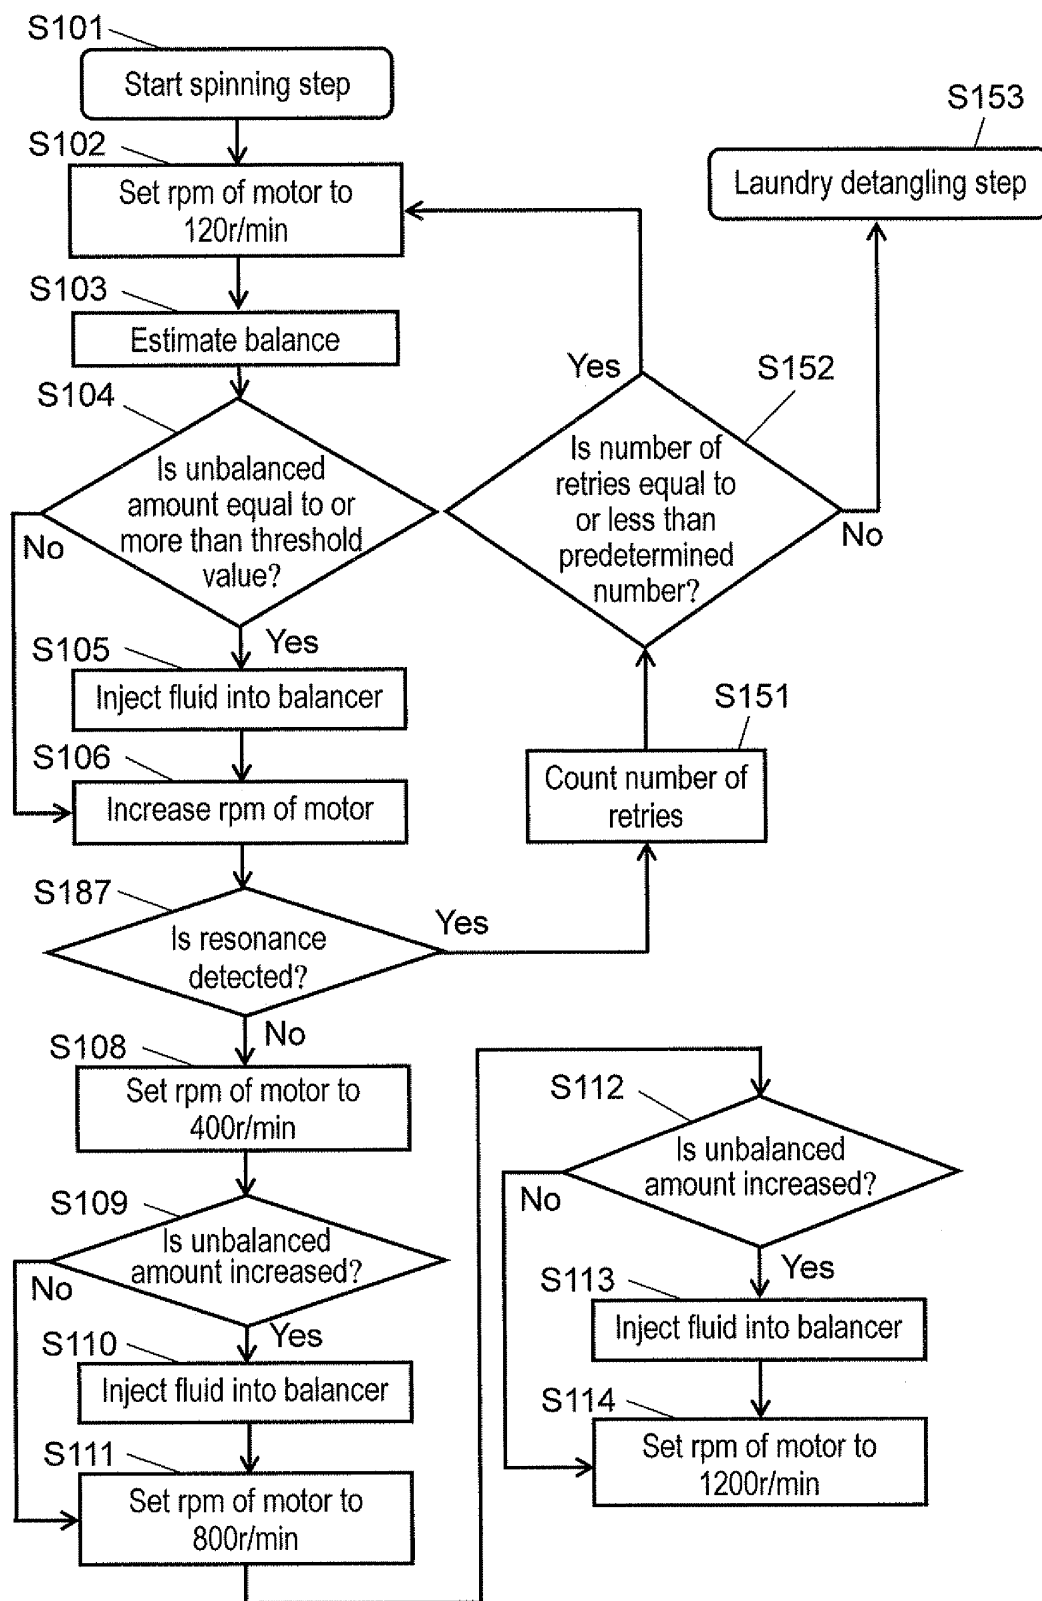 S101
Start spinning step
S102
Set rpm of motor to
120r/min
S103
Estimate balance
S104
Is unbalanced
amount equal to or
more than threshold
value?
No
Yes
S105
Inject fluid into balancer
S106
Increase rpm of motor
S187
Is resonance
detected?
Yes
No
S151
Count number of
retries
S152
Is number of
retries equal to
or less than
predetermined
number?
Yes
No
S153
Laundry detangling step
S108
Set rpm of motor to
400r/min
S109
Is unbalanced
amount increased?
No
Yes
S110
Inject fluid into balancer
S111
Set rpm of motor to
800r/min
S112
Is unbalanced
amount increased?
No
Yes
S113
Inject fluid into balancer
S114
Set rpm of motor to
1200r/min